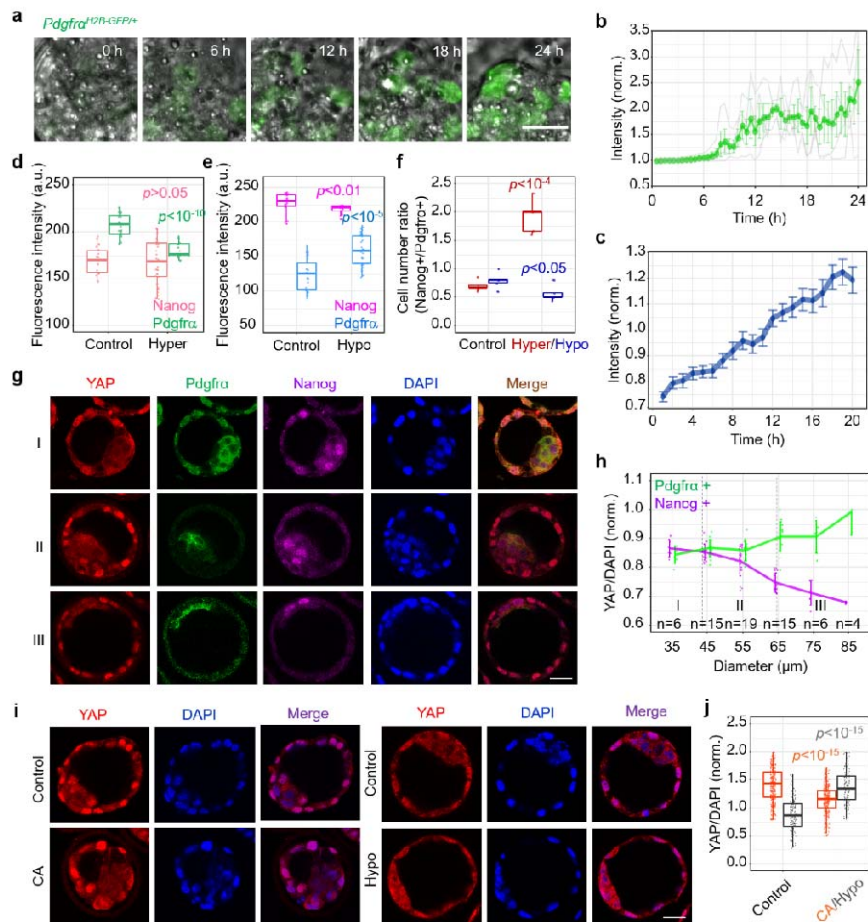 a
Pdgfrα^H2B-GFP/+
0 h
6 h
12 h
18 h
24 h
b
Intensity (norm.)
3.5
3.0
2.5
2.0
1.5
1.0
0.5
0 6 12 18 24
Time (h)
c
Intensity (norm.)
1.2
1.1
1.0
0.9
0.8
0.7
0 4 8 12 16 20
Time (h)
d
Fluorescence intensity (a.u.)
250
200
150
100
p>0.05
p<10^-10
Nanog
Pdgfrα
Control Hyper
e
Fluorescence intensity (a.u.)
250
200
150
100
50
p<0.01
p<10^-5
Nanog
Pdgfrα
Control Hypo
f
Cell number ratio
(Nanog+/Pdgfrα+)
2.5
2.0
1.5
1.0
0.5
0.0
p<10^-4
p<0.05
Control Hyper/Hypo
g
YAP Pdgfrα Nanog DAPI Merge
I
II
III
h
YAP/DAPI (norm.)
1.1
1.0
0.9
0.8
0.7
0.6
Pdgfrα +
Nanog +
I II III
n=6 n=15 n=19 n=15 n=6 n=4
35 45 55 65 75 85
Diameter (μm)
i
YAP DAPI Merge YAP DAPI Merge
Control
CA
Control
Hypo
j
YAP/DAPI (norm.)
2.5
2.0
1.5
1.0
0.5
0.0
p<10^-15
p<10^-15
Control CA/Hypo